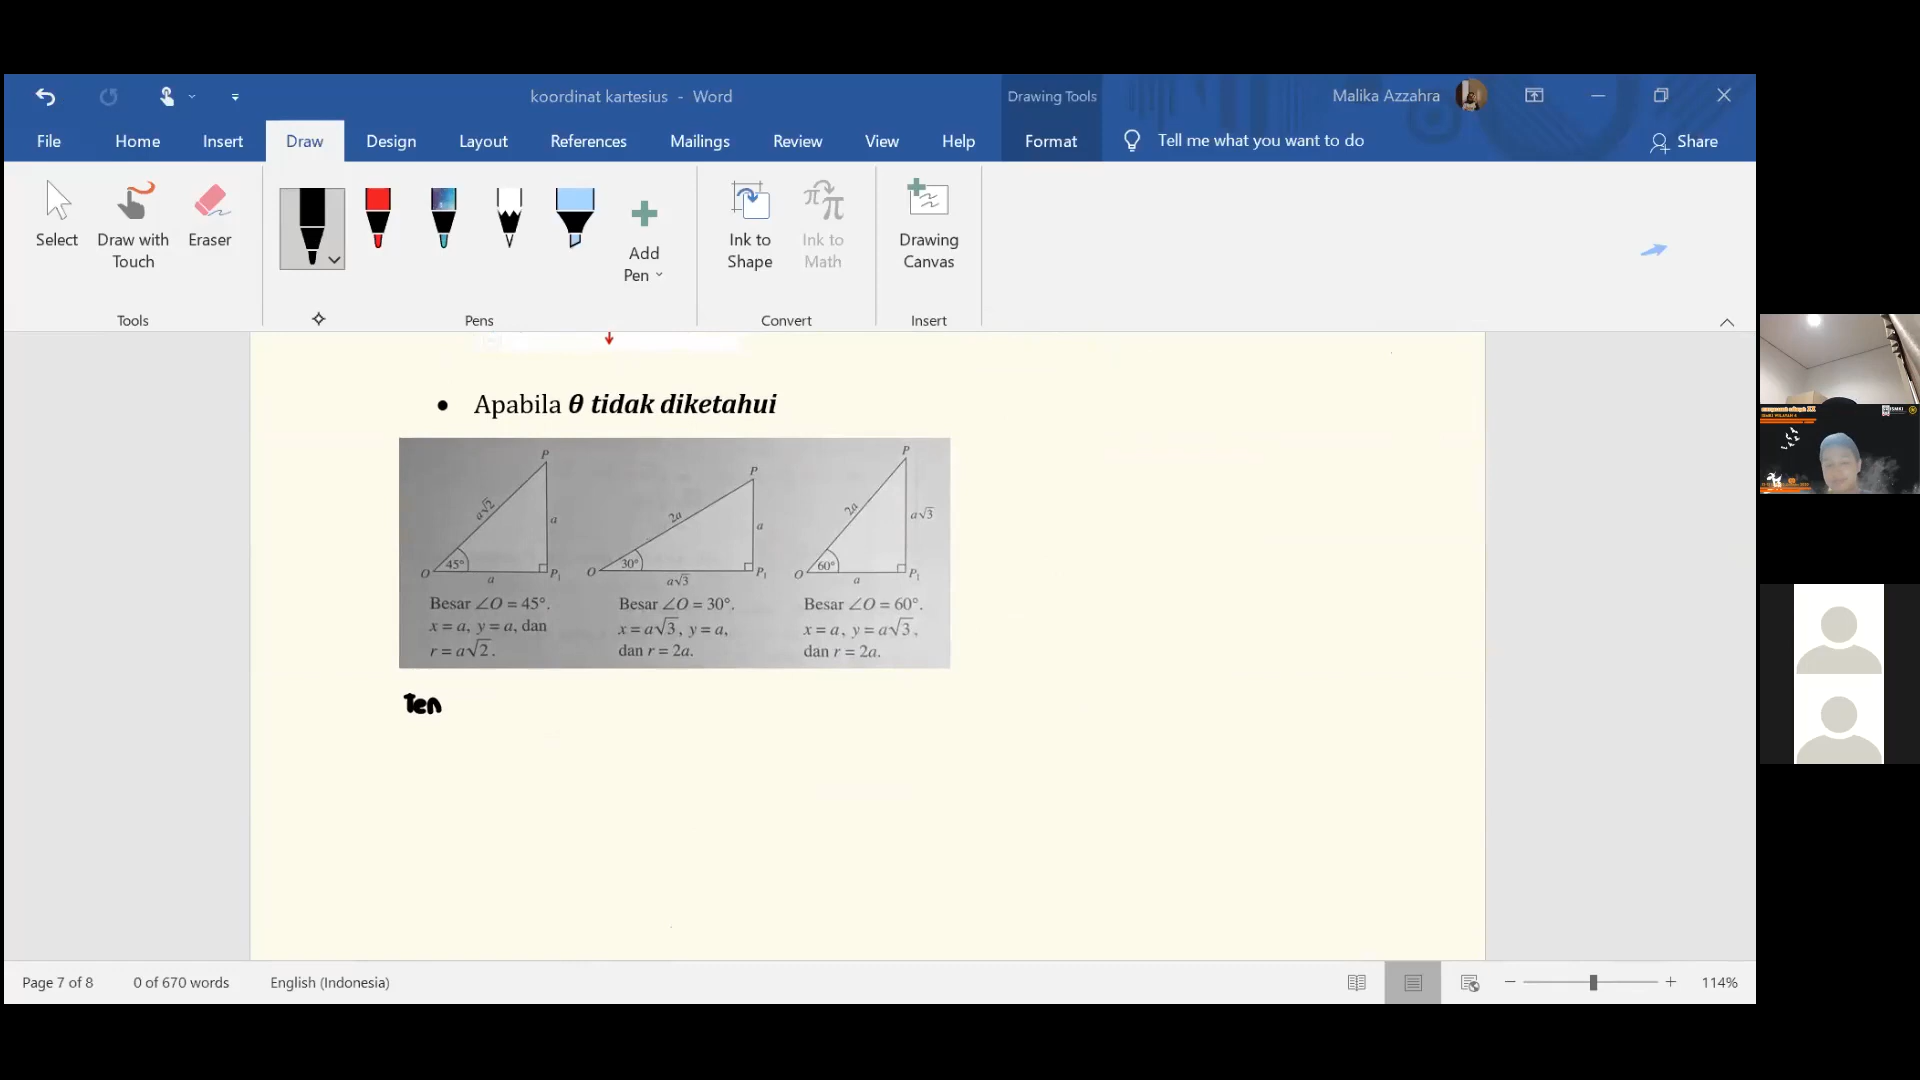 koordinat kartesius - Word
Drawing Tools
Malika Azzahra
File
Home
Insert
Draw
Design
Layout
References
Mailings
Review
View
Help
Format
Tell me what you want to do
Share
Select
Draw with
Touch
Eraser
Add
Pen
Ink to
Shape
Ink to
Math
Drawing
Canvas
Tools
Pens
Convert
Insert
• Apabila θ tidak diketahui
P
a√2
a
45°
O
a
P₁
Besar ∠O = 45°.
x = a, y = a, dan
r = a√2.
P
2a
a
30°
O
a√3
P₁
Besar ∠O = 30°.
x = a√3, y = a,
dan r = 2a.
P
2a
a√3
60°
O
a
P₁
Besar ∠O = 60°.
x = a, y = a√3,
dan r = 2a.
Ten
Page 7 of 8
0 of 670 words
English (Indonesia)
114%